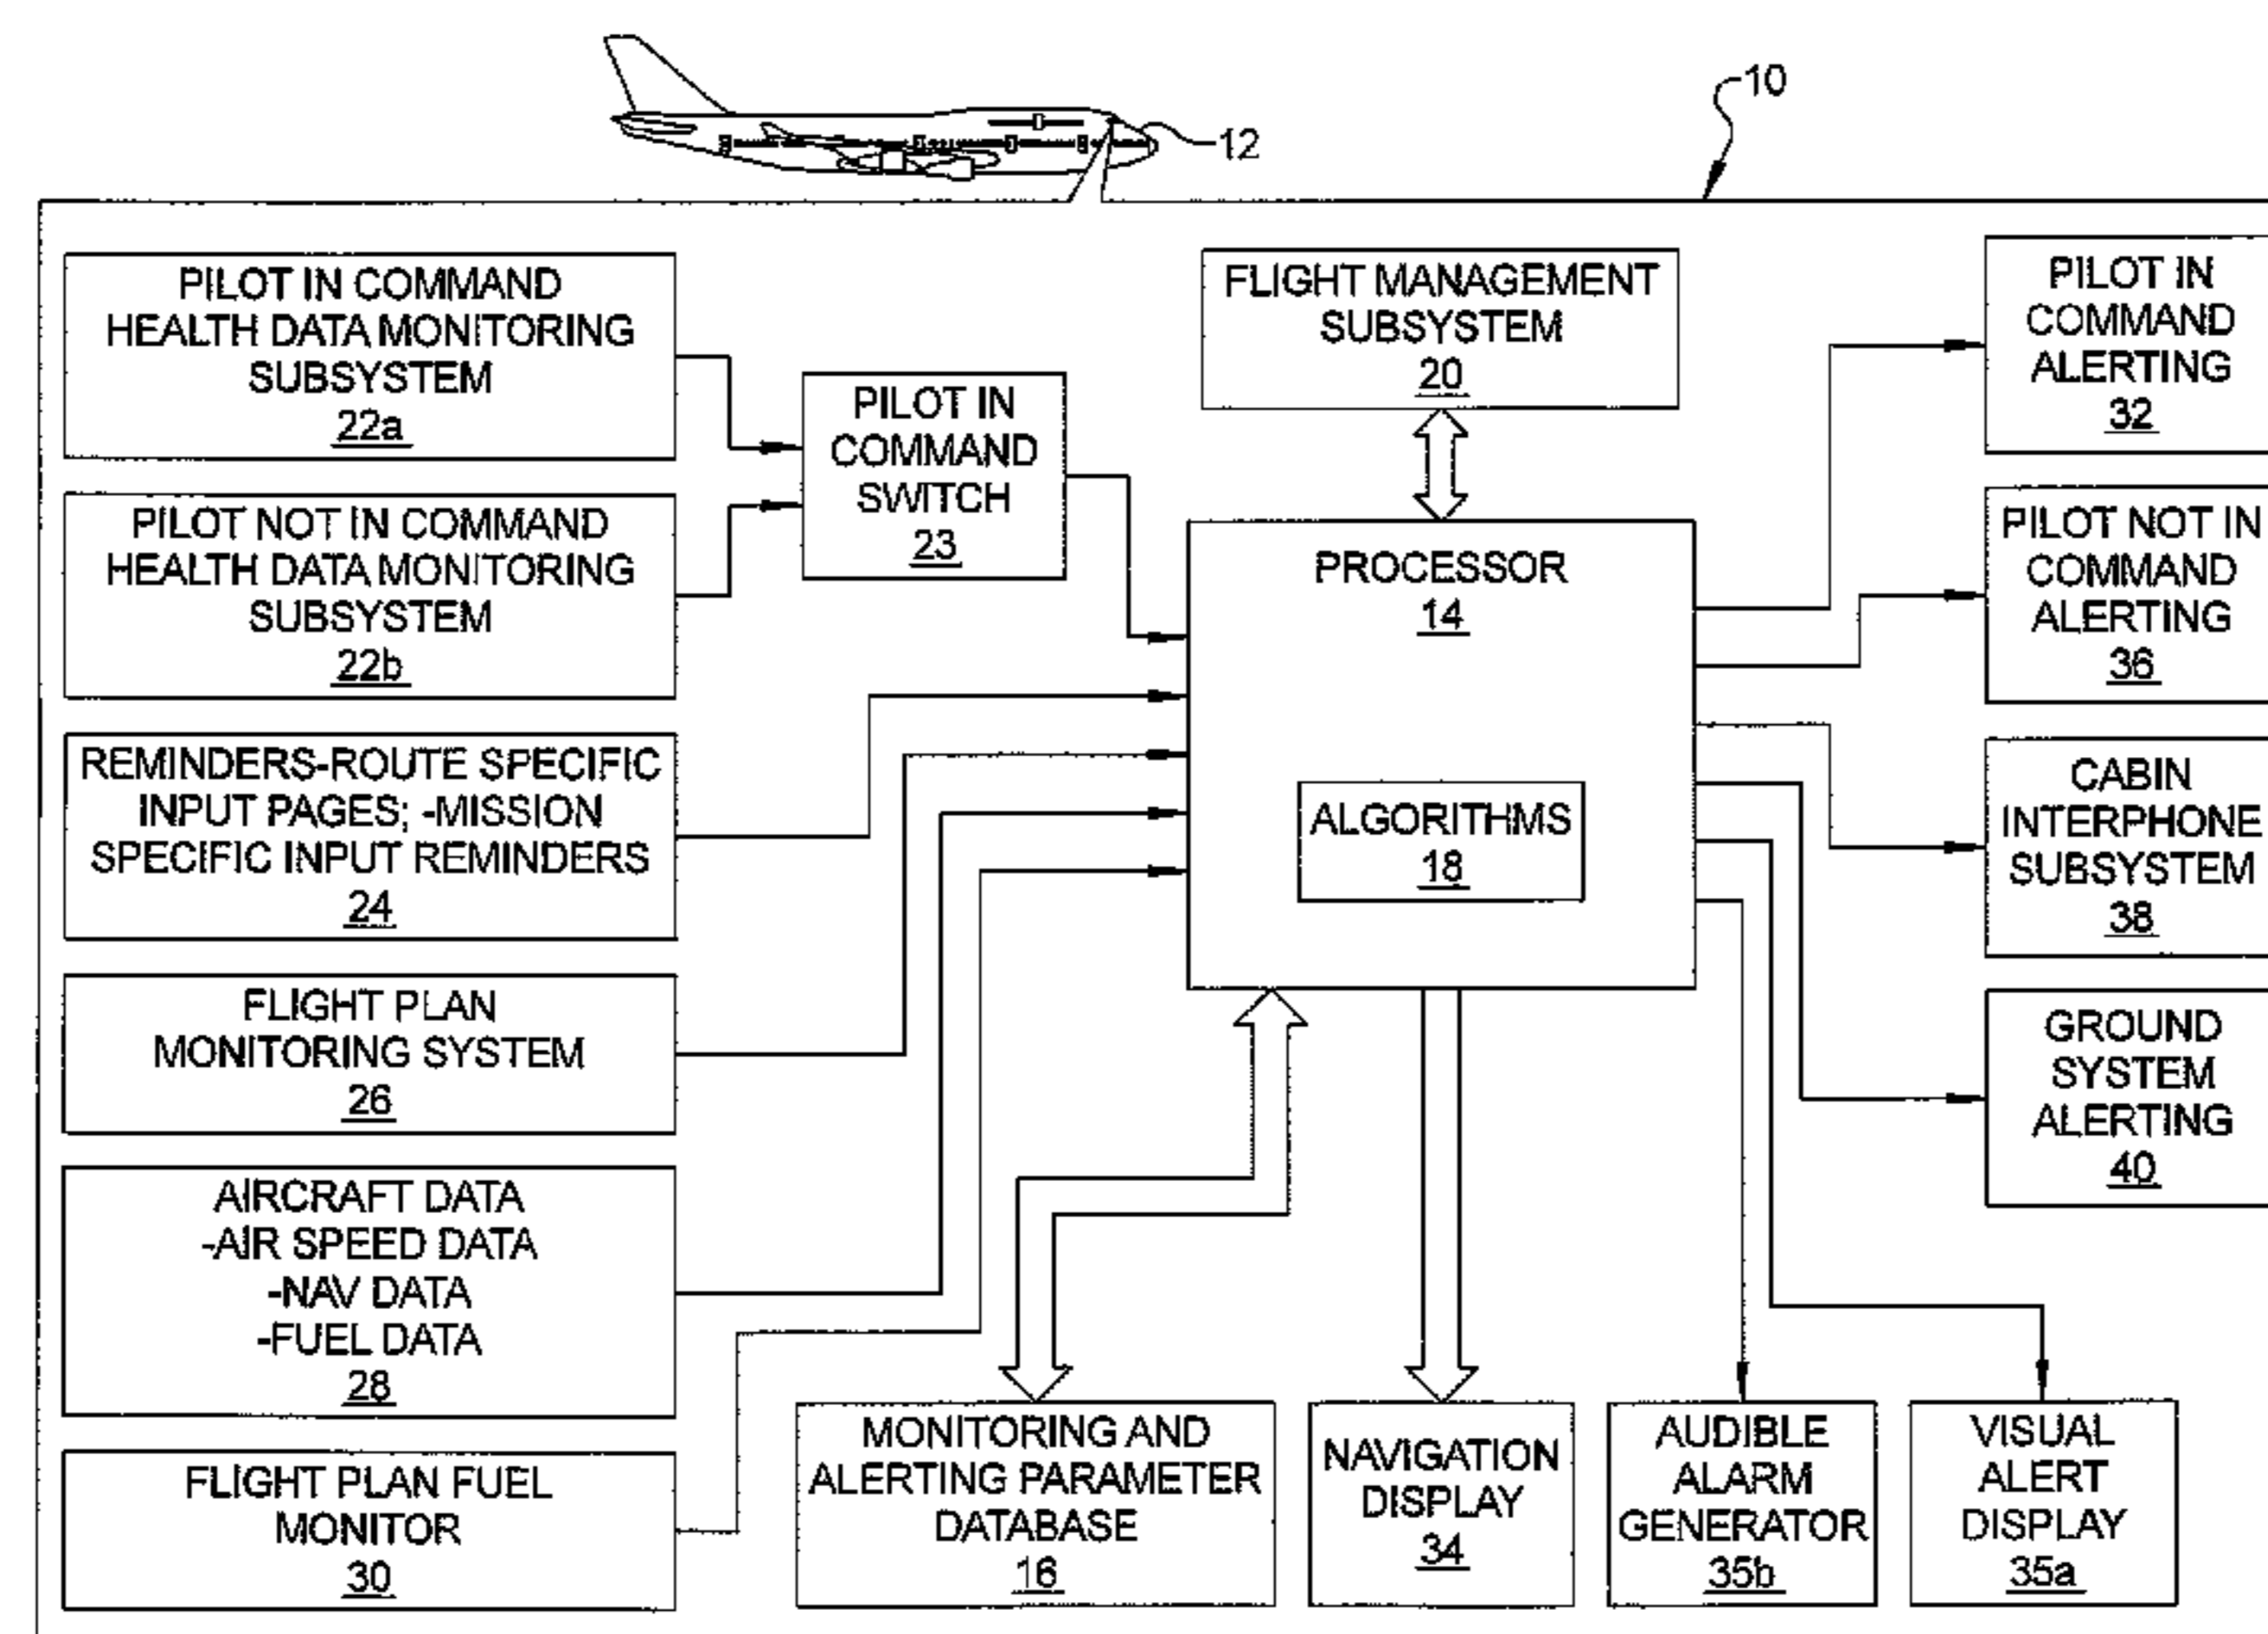 10
12
PILOT IN COMMAND
HEALTH DATA MONITORING
SUBSYSTEM
22a
PILOT NOT IN COMMAND
HEALTH DATA MONITORING
SUBSYSTEM
22b
REMINDERS-ROUTE SPECIFIC
INPUT PAGES; -MISSION
SPECIFIC INPUT REMINDERS
24
FLIGHT PLAN
MONITORING SYSTEM
26
AIRCRAFT DATA
-AIR SPEED DATA
-NAV DATA
-FUEL DATA
28
FLIGHT PLAN FUEL
MONITOR
30
PILOT IN
COMMAND
SWITCH
23
FLIGHT MANAGEMENT
SUBSYSTEM
20
PROCESSOR
14
ALGORITHMS
18
MONITORING AND
ALERTING PARAMETER
DATABASE
16
NAVIGATION
DISPLAY
34
AUDIBLE
ALARM
GENERATOR
35b
VISUAL
ALERT
DISPLAY
35a
PILOT IN
COMMAND
ALERTING
32
PILOT NOT IN
COMMAND
ALERTING
36
CABIN
INTERPHONE
SUBSYSTEM
38
GROUND
SYSTEM
ALERTING
40